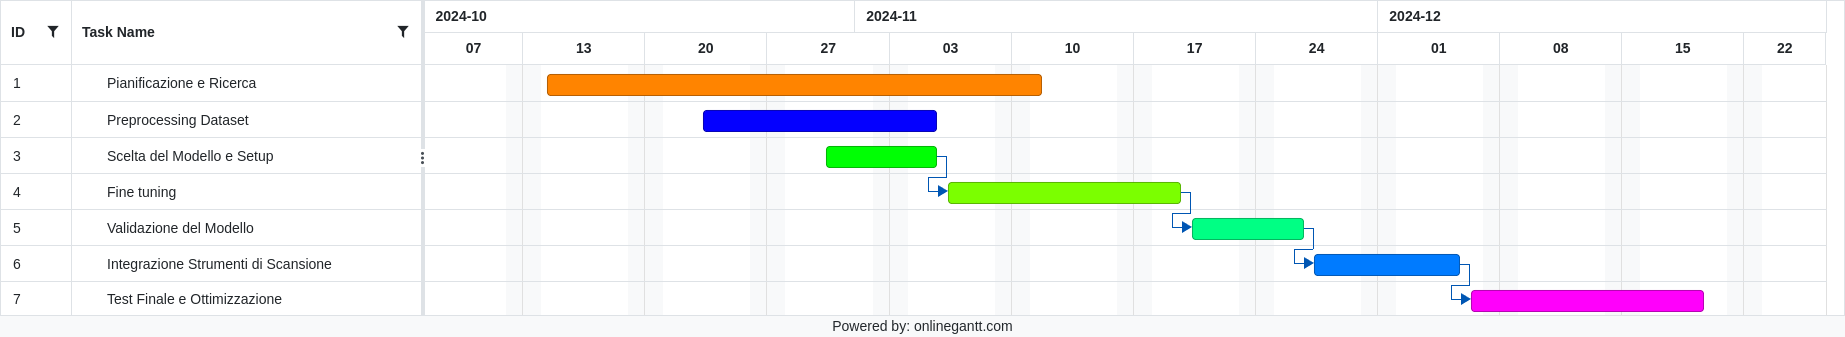 2024-10 2024-11 2024-12
ID Task Name
07 13 20 27 03 10 17 24 01 08 15 22
1 Pianificazione e Ricerca
2 Preprocessing Dataset
3 Scelta del Modello e Setup
4 Fine tuning
5 Validazione del Modello
6 Integrazione Strumenti di Scansione
7 Test Finale e Ottimizzazione
Powered by: onlinegantt.com